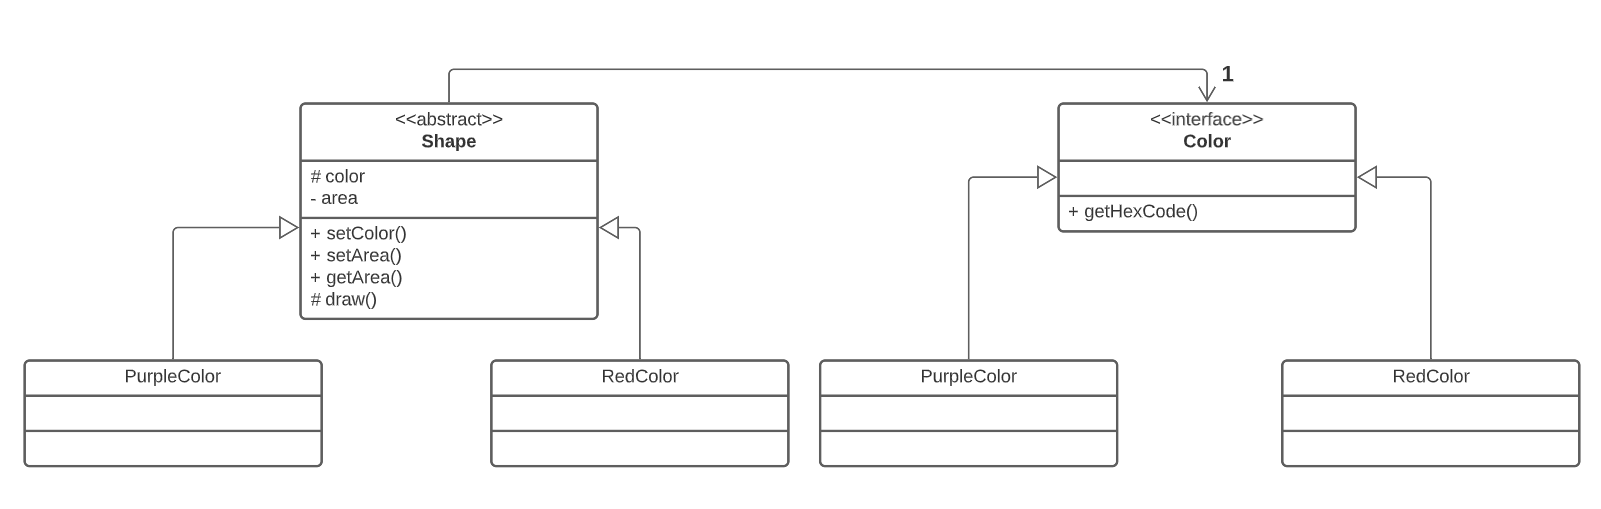 1
<<abstract>>
Shape
# color
- area
+ setColor()
+ setArea()
+ getArea()
# draw()
<<interface>>
Color
+ getHexCode()
PurpleColor
RedColor
PurpleColor
RedColor